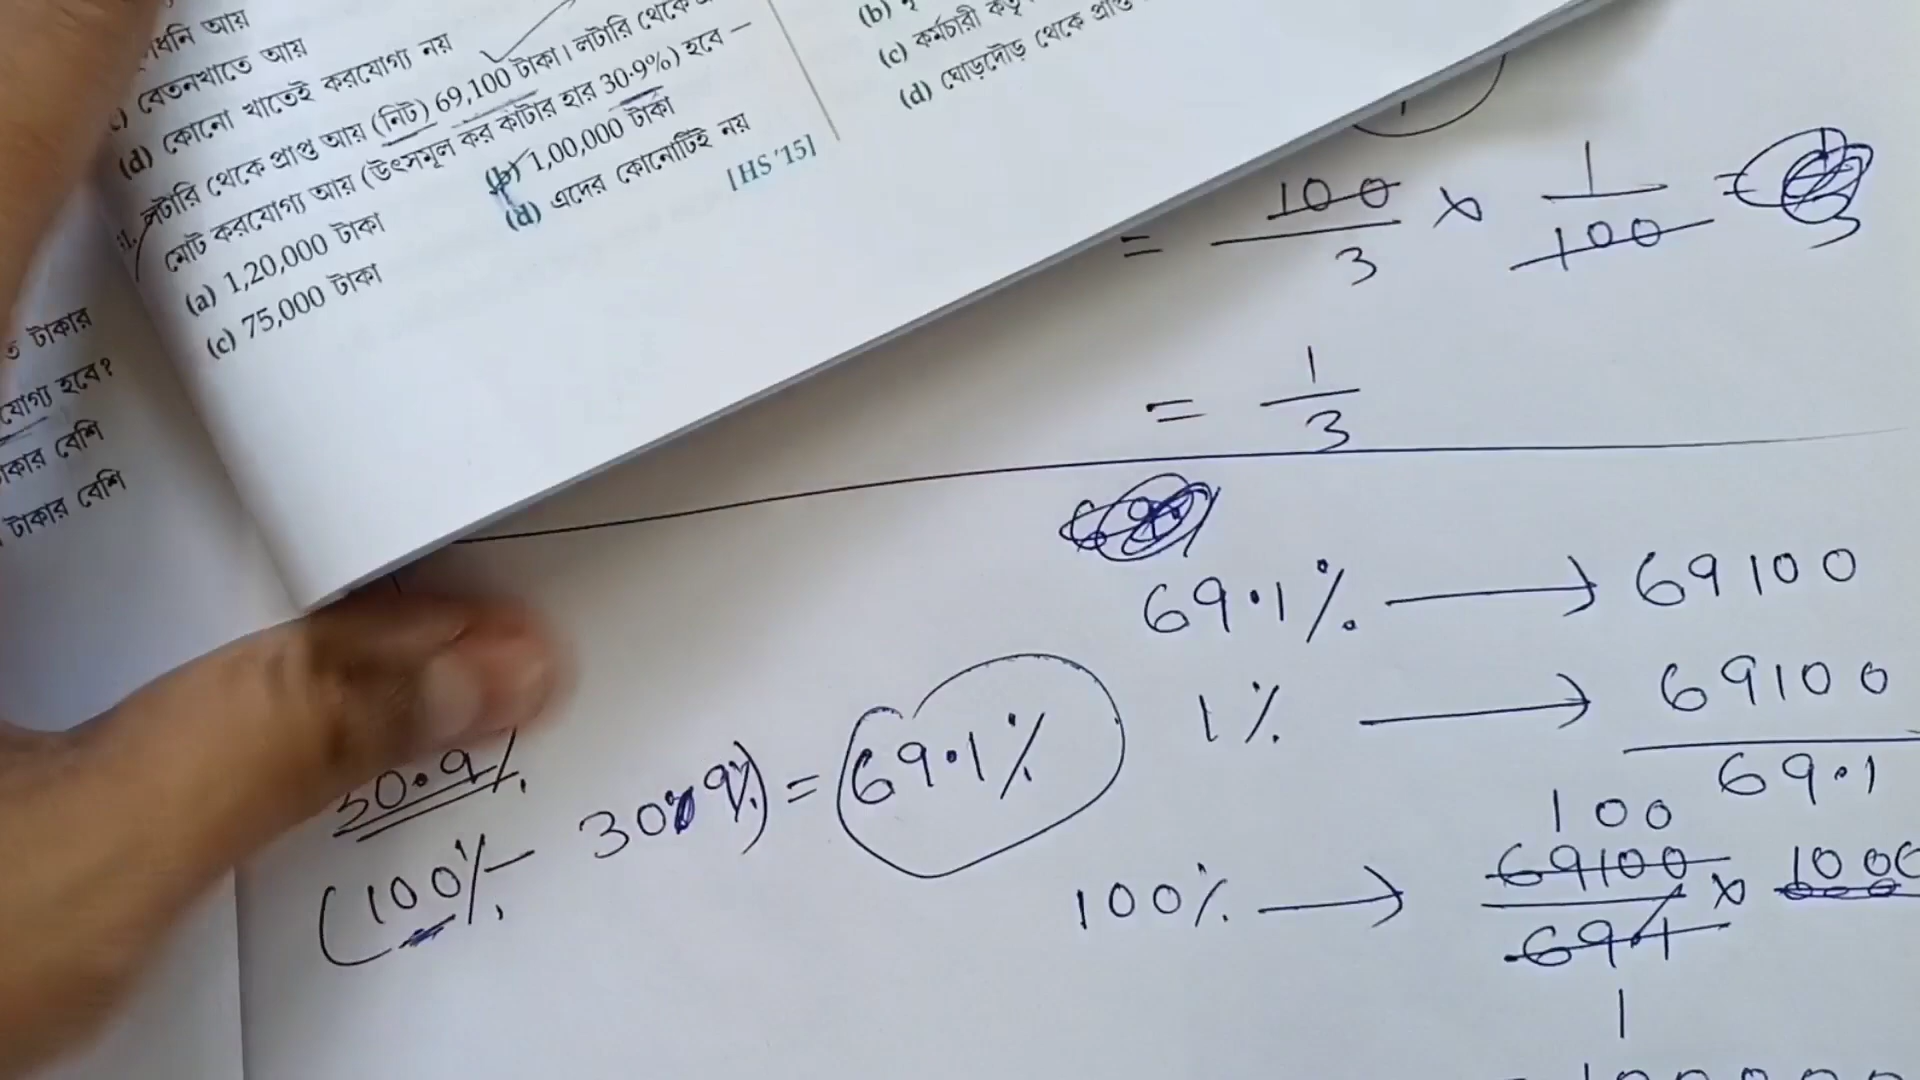 আয়
বেতনখাতে আয়
(d) কোনো খাতেই করযোগ্য নয়
লটারি থেকে প্রাপ্ত আয় (নিট) 69,100 টাকা। লটারি থেকে
মোট করযোগ্য আয় (উৎসমূল কর কাটার হার 30·9%) হবে —
(a) 1,20,000 টাকা (b) 1,00,000 টাকা
(c) 75,000 টাকা (d) এদের কোনোটিই নয়
[HS '15]
(b)
(c) কর্মচারী
(d) ঘোড়দৌড় থেকে
টাকার
হবে?
বেশি
টাকার বেশি
= 100/3 × 1/100 =
= 1/3
69·1% → 69100
1% → 69100/69·1
30·9%
(100% − 30·9%) = 69·1%
100
100% → 69100/691 × 1000
1